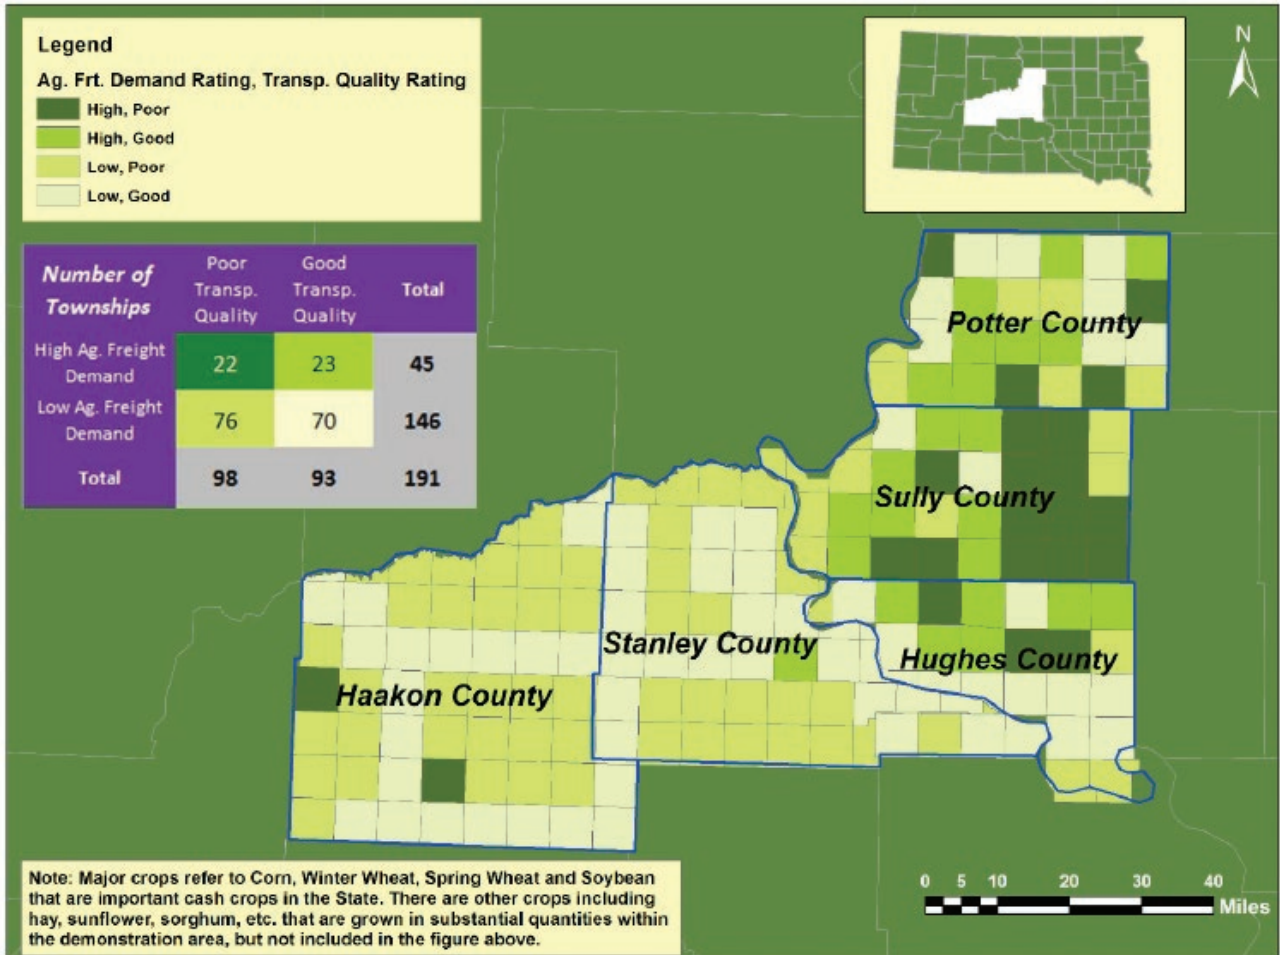 Legend
Ag. Frt. Demand Rating, Transp. Quality Rating
High, Poor
High, Good
Low, Poor
Low, Good
N
Number of
Townships
Poor
Transp.
Quality
Good
Transp.
Quality
Total
High Ag. Freight
Demand
22
23
45
Low Ag. Freight
Demand
76
70
146
Total
98
93
191
Potter County
Sully County
Stanley County
Hughes County
Haakon County
Note: Major crops refer to Corn, Winter Wheat, Spring Wheat and Soybean
that are important cash crops in the State. There are other crops including
hay, sunflower, sorghum, etc. that are grown in substantial quantities within
the demonstration area, but not included in the figure above.
0 5 10 20 30 40
Miles